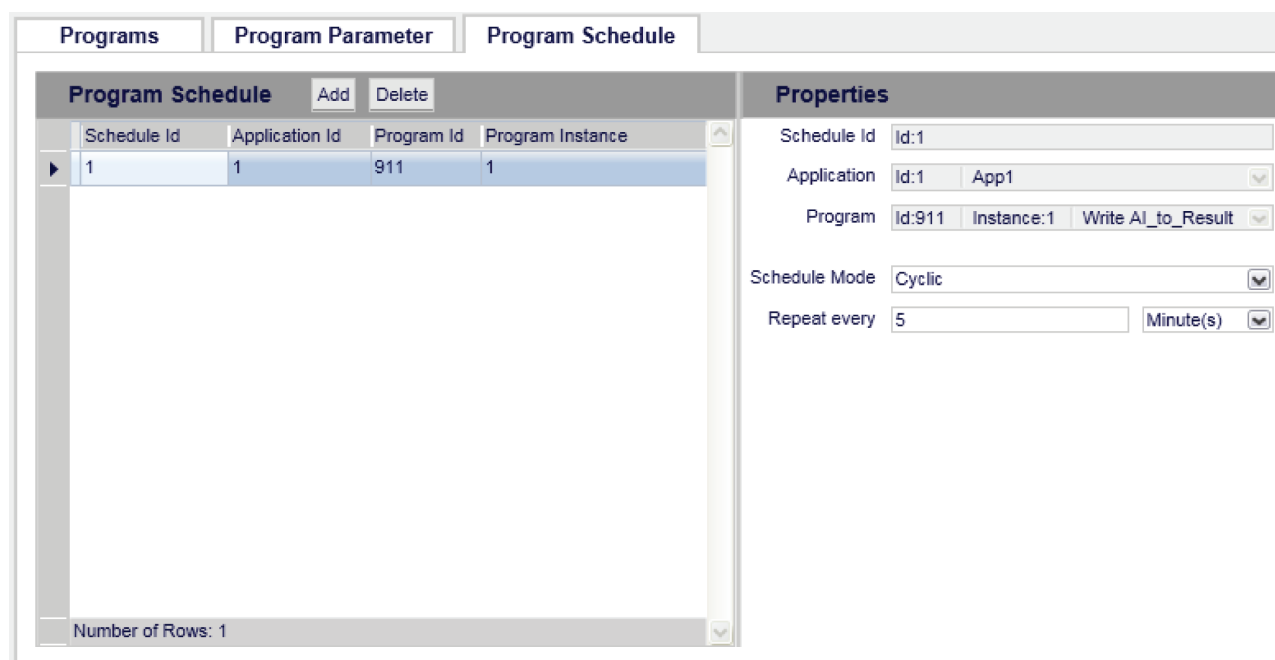 Programs Program Parameter Program Schedule
Program Schedule Add Delete
Schedule Id Application Id Program Id Program Instance
1 1 911 1
Number of Rows: 1
Properties
Schedule Id Id:1
Application Id:1 App1
Program Id:911 Instance:1 Write AI_to_Result
Schedule Mode Cyclic
Repeat every 5 Minute(s)